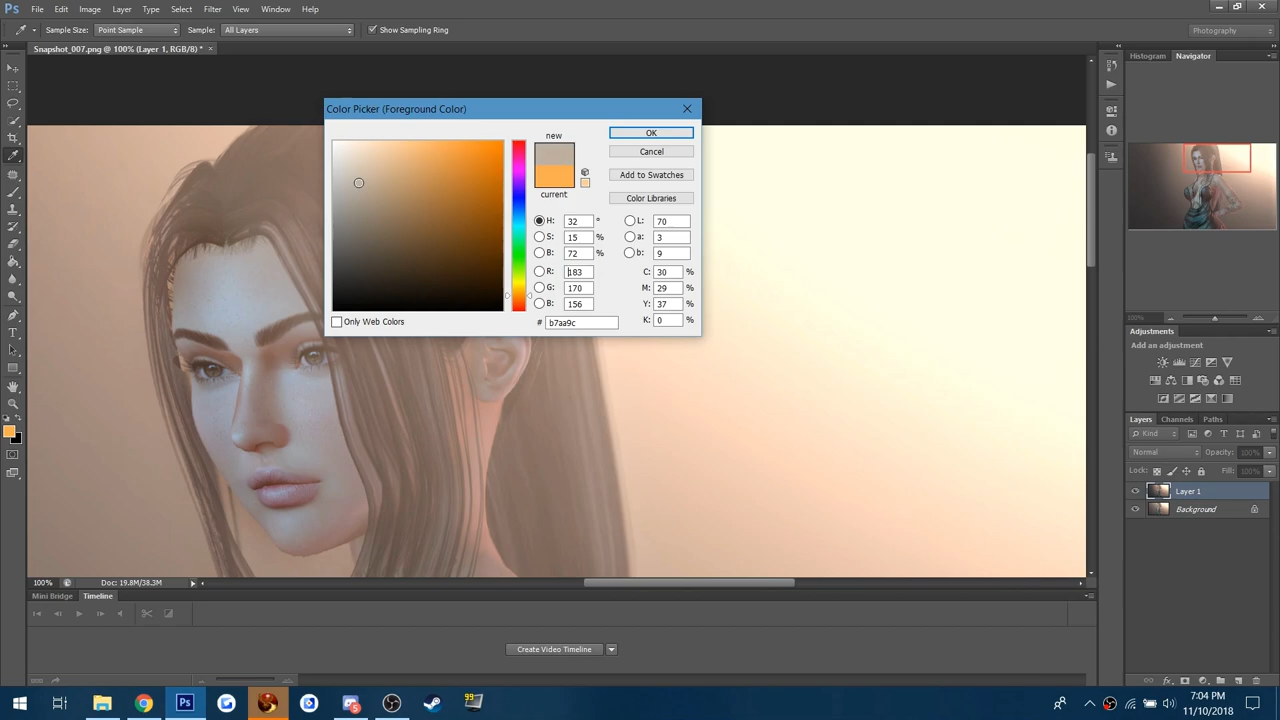 Ps File Edit Image Layer Type Select Filter View Window Help
Sample Size: Point Sample Sample: All Layers Show Sampling Ring Photography
Snapshot_007.png @ 100% (Layer 1, RGB/8) * ×
Histogram Navigator
Color Picker (Foreground Color)
new
OK
Cancel
Add to Swatches
current
Color Libraries
H: 32 ° L: 70
S: 15 % a: 3
B: 72 % b: 9
R: 183 C: 30 %
G: 170 M: 29 %
B: 156 Y: 37 %
K: 0 %
# b7aa9c
Only Web Colors
100%
Adjustments
Add an adjustment
Layers Channels Paths
Kind
Normal Opacity: 100%
Lock: Fill: 100%
Layer 1
Background
100% Doc: 19.8M/38.3M
Mini Bridge Timeline
Create Video Timeline
Ps
99
7:04 PM
11/10/2018